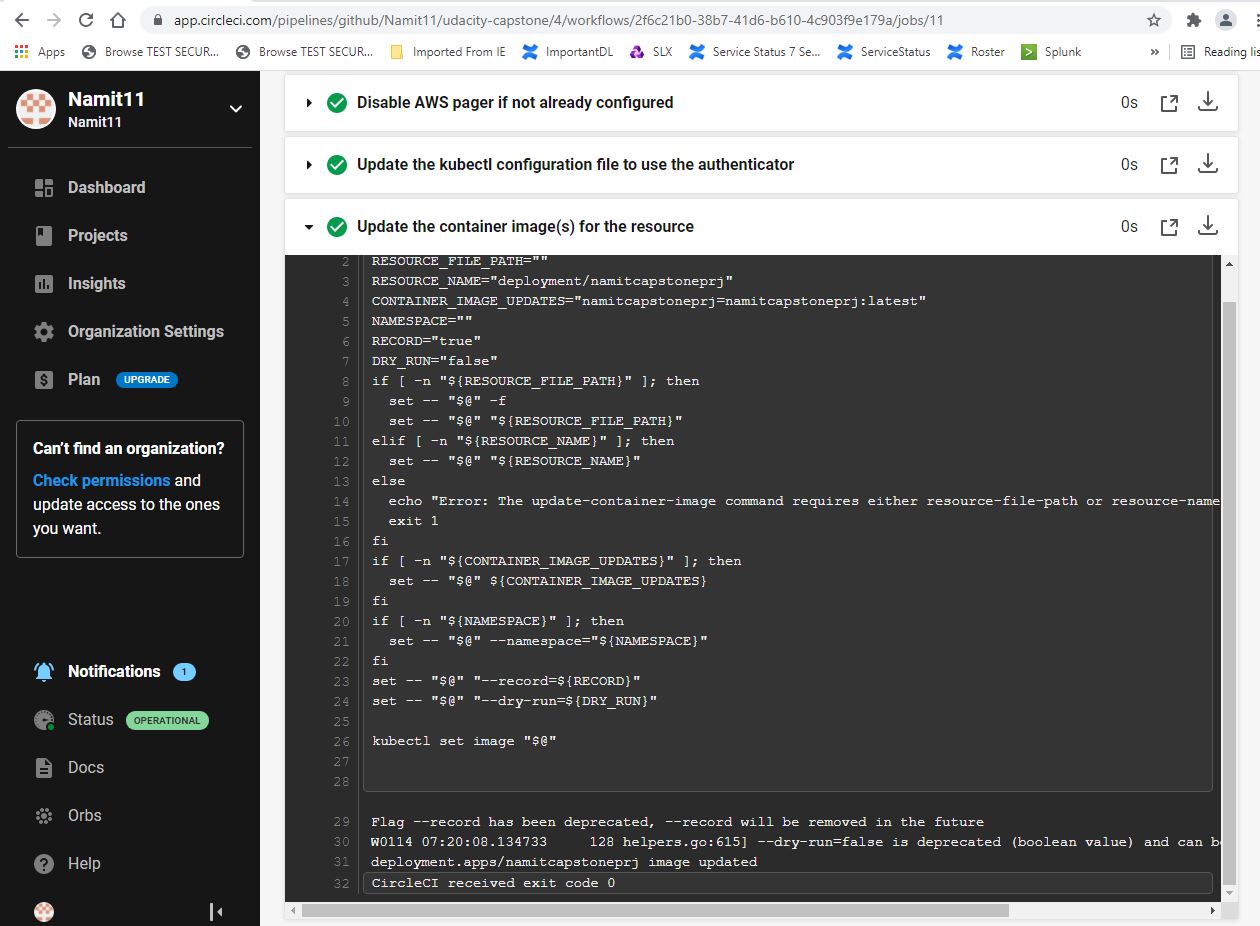 app.circleci.com/pipelines/github/Namit11/udacity-capstone/4/workflows/2f6c21b0-38b7-41d6-b610-4c903f9e179a/jobs/11
Apps Browse TEST SECUR... Browse TEST SECUR... Imported From IE ImportantDL SLX Service Status 7 Se... ServiceStatus Roster Splunk » Reading lis
Namit11
Namit11
Dashboard
Projects
Insights
Organization Settings
Plan UPGRADE
Can't find an organization?
Check permissions and
update access to the ones
you want.
Notifications 1
Status OPERATIONAL
Docs
Orbs
Help
Disable AWS pager if not already configured 0s
Update the kubectl configuration file to use the authenticator 0s
Update the container image(s) for the resource 0s
2 RESOURCE_FILE_PATH=""
3 RESOURCE_NAME="deployment/namitcapstoneprj"
4 CONTAINER_IMAGE_UPDATES="namitcapstoneprj=namitcapstoneprj:latest"
5 NAMESPACE=""
6 RECORD="true"
7 DRY_RUN="false"
8 if [ -n "${RESOURCE_FILE_PATH}" ]; then
9 set -- "$@" -f
10 set -- "$@" "${RESOURCE_FILE_PATH}"
11 elif [ -n "${RESOURCE_NAME}" ]; then
12 set -- "$@" "${RESOURCE_NAME}"
13 else
14 echo "Error: The update-container-image command requires either resource-file-path or resource-name
15 exit 1
16 fi
17 if [ -n "${CONTAINER_IMAGE_UPDATES}" ]; then
18 set -- "$@" ${CONTAINER_IMAGE_UPDATES}
19 fi
20 if [ -n "${NAMESPACE}" ]; then
21 set -- "$@" --namespace="${NAMESPACE}"
22 fi
23 set -- "$@" "--record=${RECORD}"
24 set -- "$@" "--dry-run=${DRY_RUN}"
25
26 kubectl set image "$@"
27
28
29 Flag --record has been deprecated, --record will be removed in the future
30 W0114 07:20:08.134733 128 helpers.go:615] --dry-run=false is deprecated (boolean value) and can b
31 deployment.apps/namitcapstoneprj image updated
32 CircleCI received exit code 0